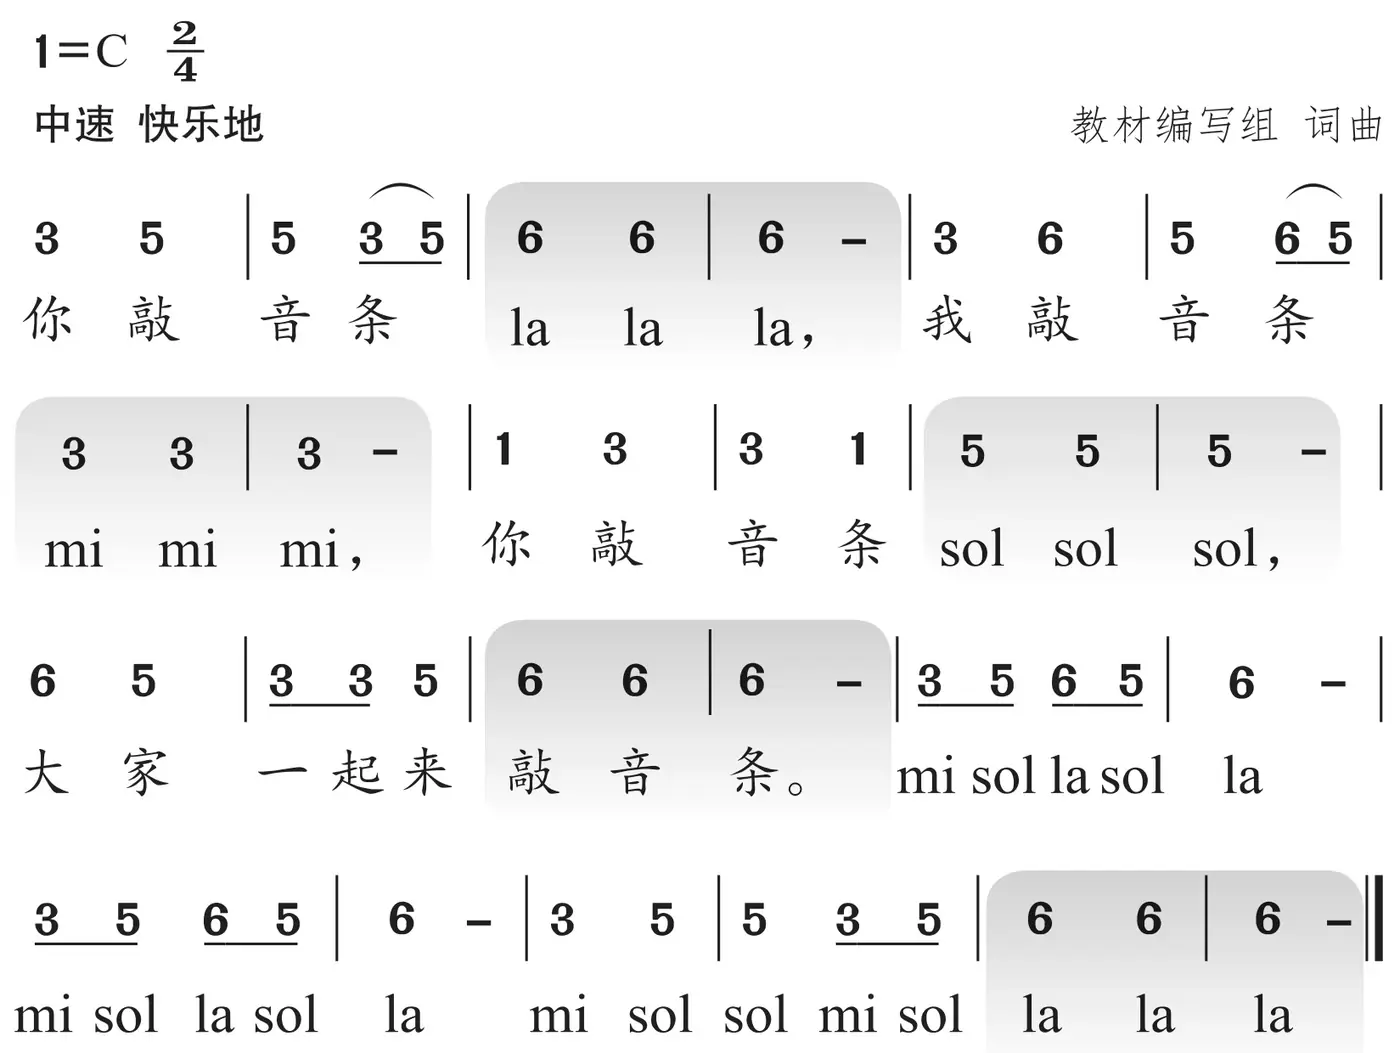 1=C 2/4
中速 快乐地 教材编写组 词曲
3 5 | 5 3 5 | 6 6 | 6 – | 3 6 | 5 6 5 |
你 敲 音 条 la la la， 我 敲 音 条
3 3 | 3 – | 1 3 | 3 1 | 5 5 | 5 – |
mi mi mi， 你 敲 音 条 sol sol sol，
6 5 | 3 3 5 | 6 6 | 6 – | 3 5 6 5 | 6 – |
大 家 一 起 来 敲 音 条。 mi sol la sol la
3 5 6 5 | 6 – | 3 5 | 5 3 5 | 6 6 | 6 – ‖
mi sol la sol la mi sol sol mi sol la la la